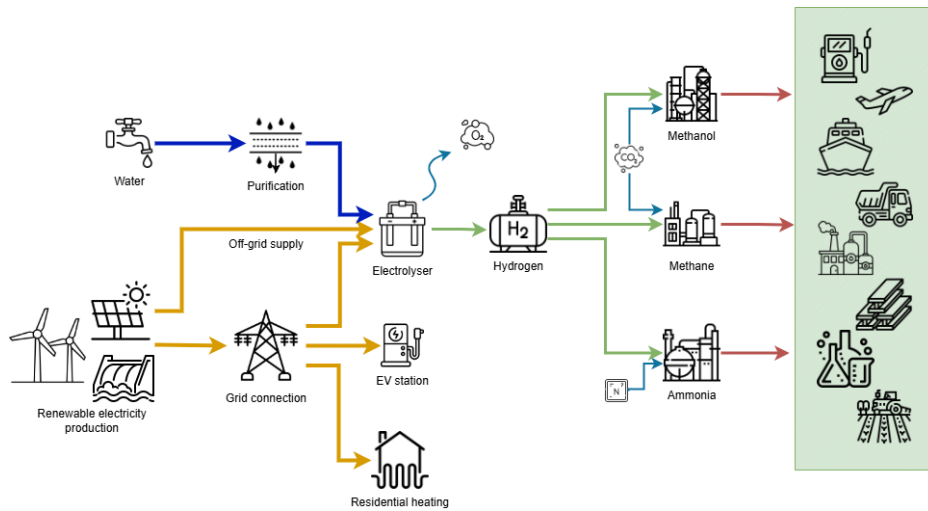 O₂
Methanol
CO₂
Water
Purification
Off-grid supply
Electrolyser
H₂
Hydrogen
Methane
Renewable electricity
production
Grid connection
EV station
N
Ammonia
Residential heating